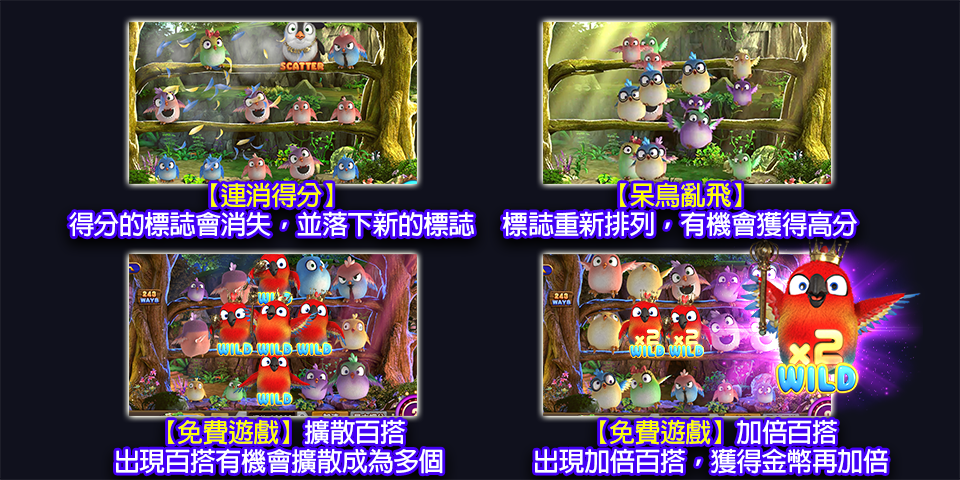 SCATTER
【連消得分】
得分的標誌會消失，並落下新的標誌
【呆鳥亂飛】
標誌重新排列，有機會獲得高分
243
WAYS
WILD
WILD WILD WILD
WILD
【免費遊戲】擴散百搭
出現百搭有機會擴散成為多個
243
WAYS
x2 x2
WILD WILD
x2
WILD
【免費遊戲】加倍百搭
出現加倍百搭，獲得金幣再加倍